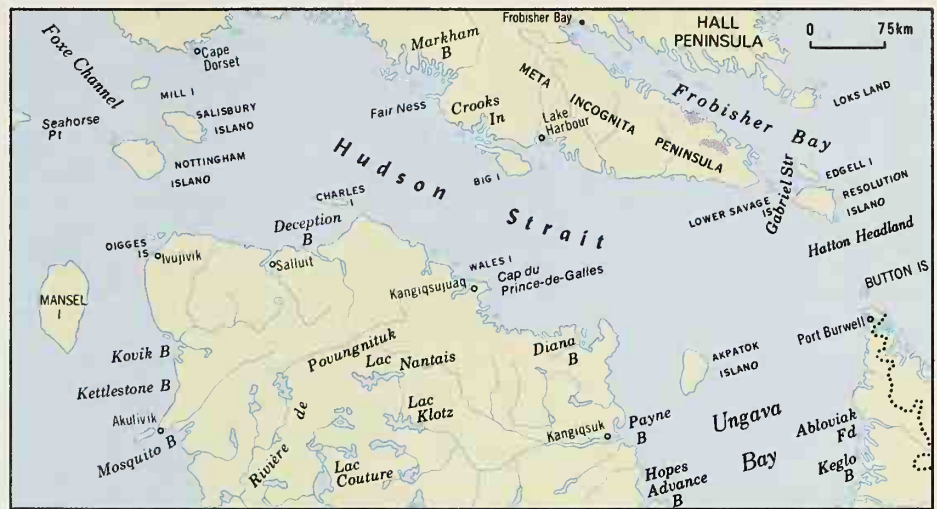 Frobisher Bay
HALL
PENINSULA
0 75km
Foxe Channel
Cape
Dorset
Markham
B
MILL I
SALISBURY
ISLAND
Seahorse
Pt
NOTTINGHAM
ISLAND
Fair Ness
Crooks
In
Lake
Harbour
META INCOGNITA PENINSULA
Frobisher Bay
LOKS LAND
BIG I
EDGELL I
Gabriel Str
RESOLUTION
ISLAND
LOWER SAVAGE
IS
Hatton Headland
Hudson Strait
CHARLES
I
Deception
B
OIGGES
IS
Ivujivik
Salluit
WALES I
Cap du
Prince-de-Galles
Kangiqsujuaq
BUTTON IS
MANSEL
I
Port Burwell
Kovik B
Kettlestone B
Akulivik
Mosquito B
Rivière de Povungnituk
Lac Nantais
Lac
Klotz
Lac
Couture
Diana
B
AKPATOK
ISLAND
Kangiqsuk
Payne
B
Ungava
Bay
Abloviak
Fd
Keglo
B
Hopes
Advance
B